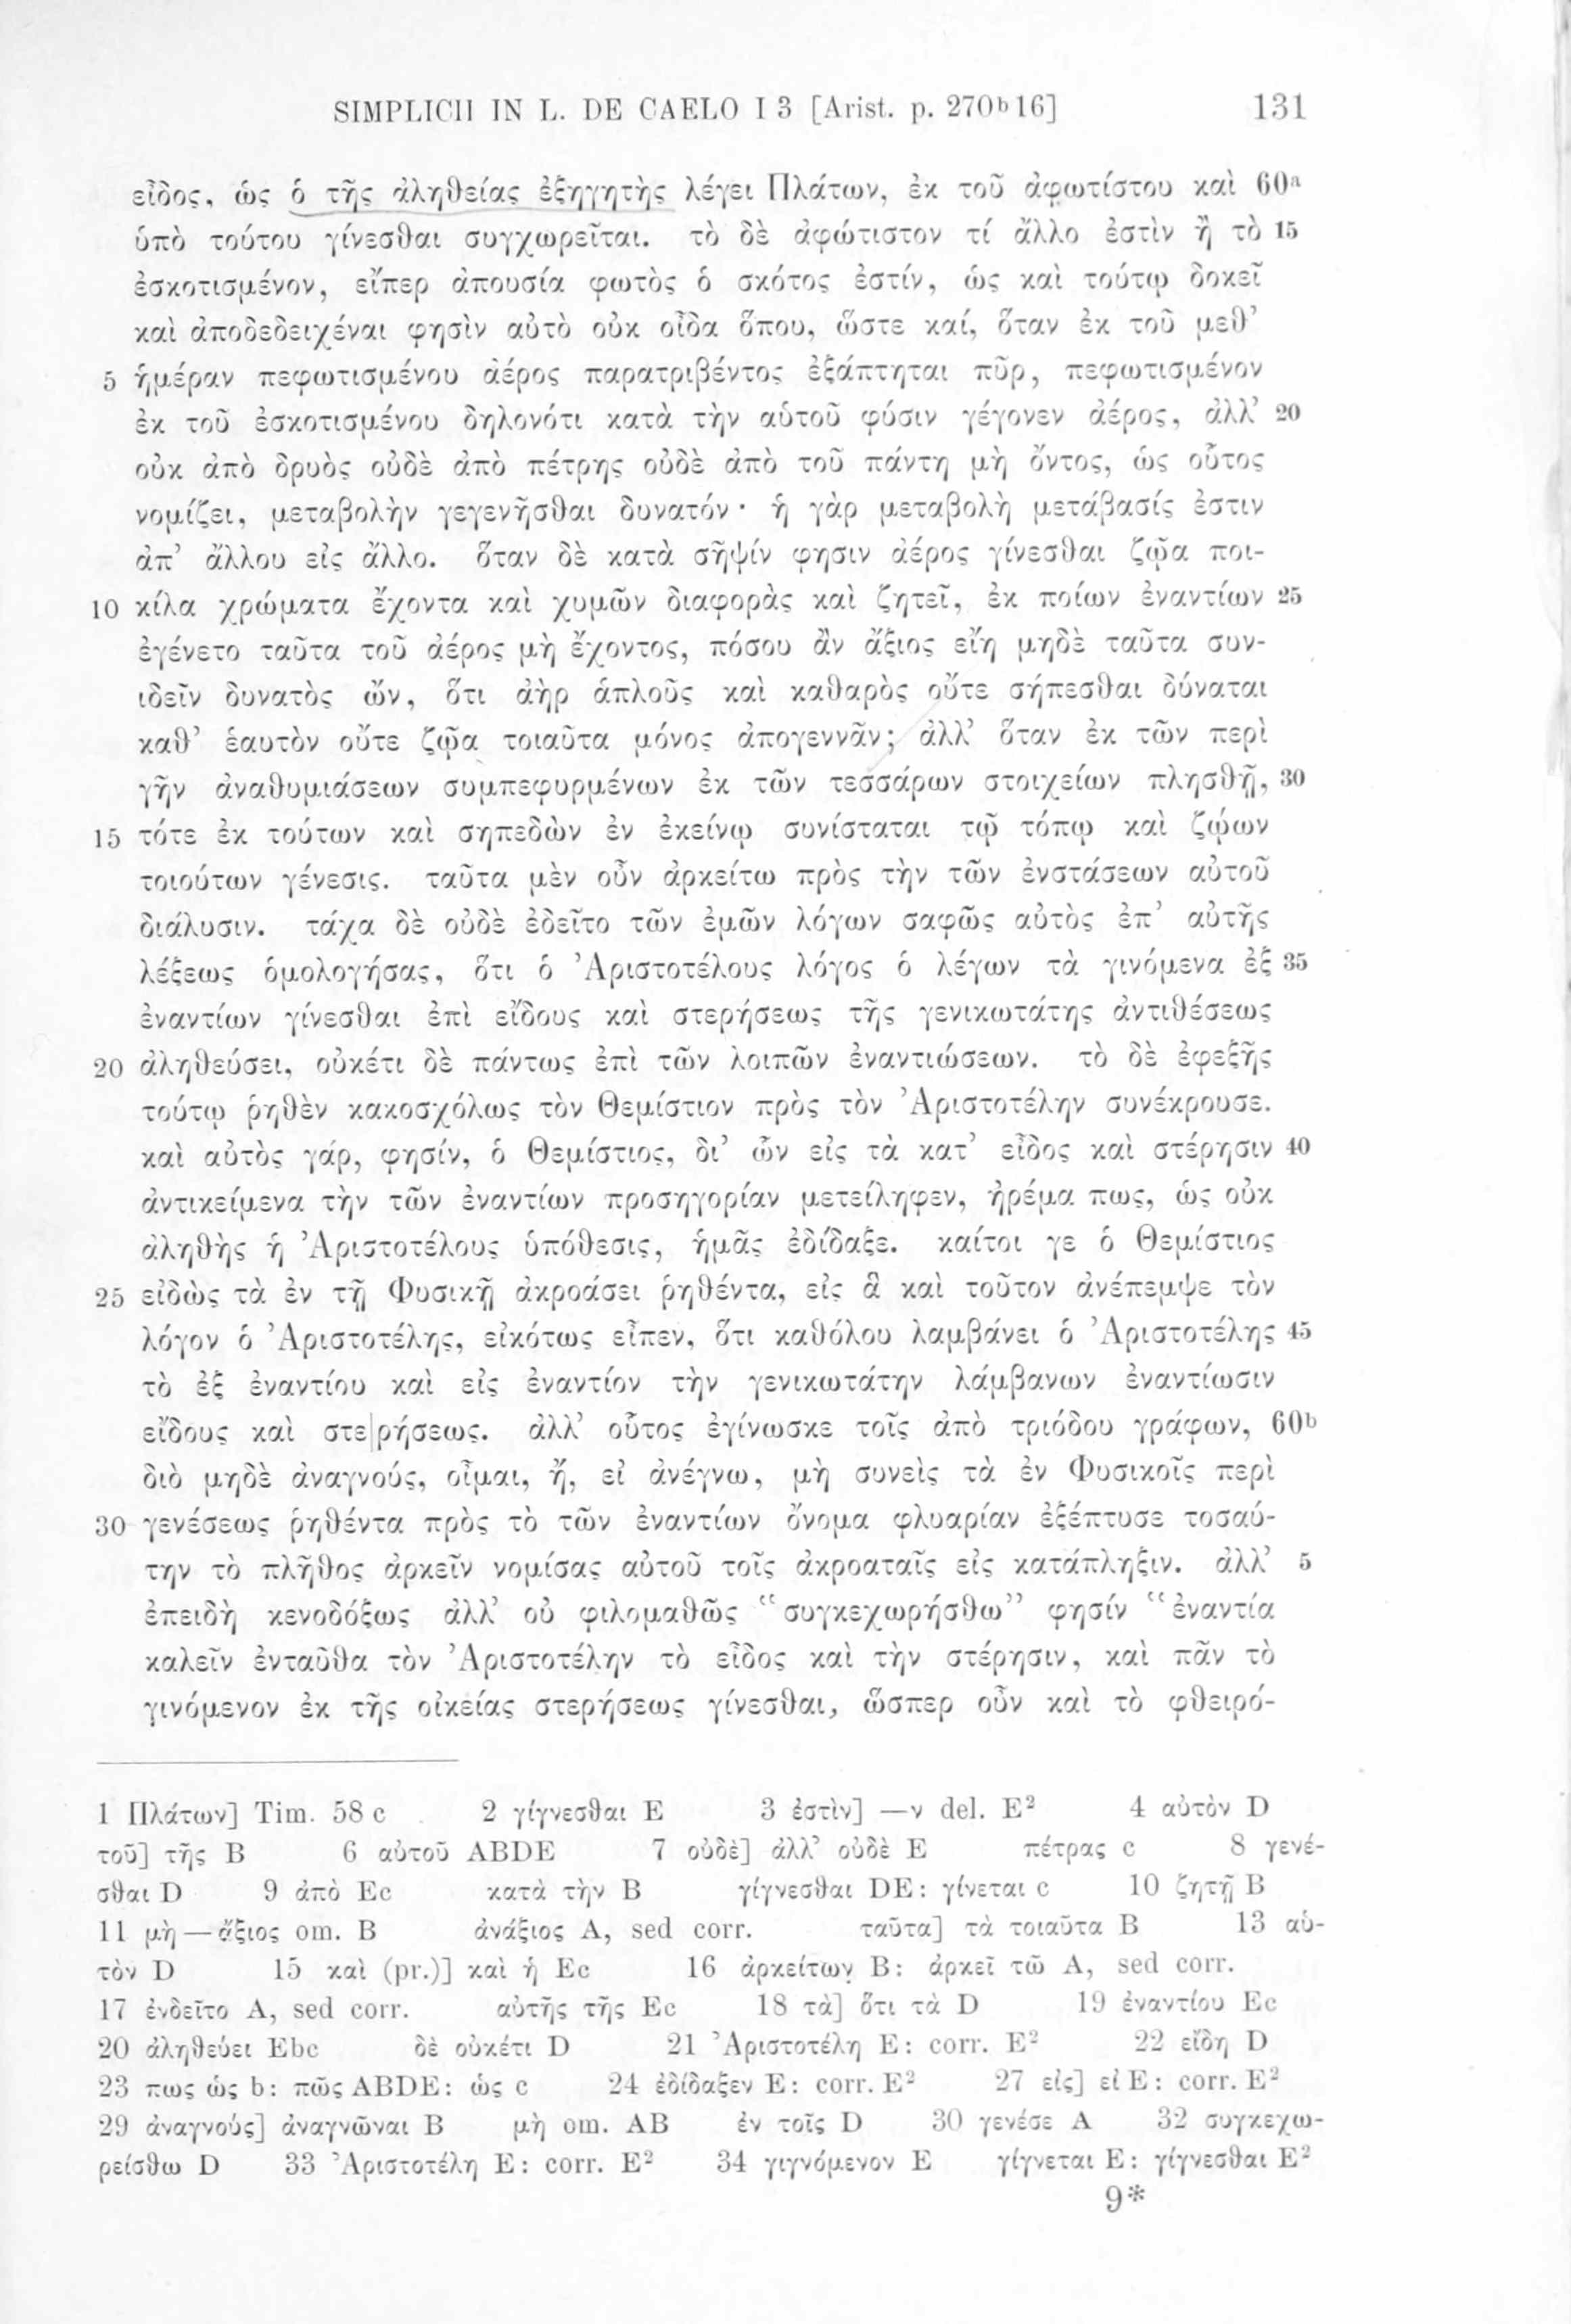 SIMPLICII IN L. DE CAELO I 3 [Arist. p. 270ᵇ16] 131
εἶδος, ὡς ὁ τῆς ἀληθείας ἐξηγητὴς λέγει Πλάτων, ἐκ τοῦ ἀφωτίστου καὶ 60ᵃ
ὑπὸ τούτου γίνεσθαι συγχωρεῖται. τὸ δὲ ἀφώτιστον τί ἄλλο ἐστὶν ἢ τὸ 15
ἐσκοτισμένον, εἴπερ ἀπουσία φωτὸς ὁ σκότος ἐστίν, ὡς καὶ τούτῳ δοκεῖ
καὶ ἀποδεδειχέναι φησὶν αὐτὸ οὐκ οἶδα ὅπου, ὥστε καί, ὅταν ἐκ τοῦ μεθ’
5 ἡμέραν πεφωτισμένου ἀέρος παρατριβέντος ἐξάπτηται πῦρ, πεφωτισμένον
ἐκ τοῦ ἐσκοτισμένου δηλονότι κατὰ τὴν αὑτοῦ φύσιν γέγονεν ἀέρος, ἀλλ’ 20
οὐκ ἀπὸ δρυὸς οὐδὲ ἀπὸ πέτρης οὐδὲ ἀπὸ τοῦ πάντη μὴ ὄντος, ὡς οὗτος
νομίζει, μεταβολὴν γεγενῆσθαι δυνατόν· ἡ γὰρ μεταβολὴ μετάβασίς ἐστιν
ἀπ’ ἄλλου εἰς ἄλλο. ὅταν δὲ κατὰ σῆψίν φησιν ἀέρος γίνεσθαι ζῷα ποι-
10 κίλα χρώματα ἔχοντα καὶ χυμῶν διαφορὰς καὶ ζητεῖ, ἐκ ποίων ἐναντίων 25
ἐγένετο ταῦτα τοῦ ἀέρος μὴ ἔχοντος, πόσου ἂν ἄξιος εἴη μηδὲ ταῦτα συν-
ιδεῖν δυνατὸς ὤν, ὅτι ἀὴρ ἁπλοῦς καὶ καθαρὸς οὔτε σήπεσθαι δύναται
καθ’ ἑαυτὸν οὔτε ζῷα τοιαῦτα μόνος ἀπογεννᾶν; ἀλλ’ ὅταν ἐκ τῶν περὶ
γῆν ἀναθυμιάσεων συμπεφυρμένων ἐκ τῶν τεσσάρων στοιχείων πλησθῇ, 30
15 τότε ἐκ τούτων καὶ σηπεδὼν ἐν ἐκείνῳ συνίσταται τῷ τόπῳ καὶ ζῴων
τοιούτων γένεσις. ταῦτα μὲν οὖν ἀρκείτω πρὸς τὴν τῶν ἐνστάσεων αὐτοῦ
διάλυσιν. τάχα δὲ οὐδὲ ἐδεῖτο τῶν ἐμῶν λόγων σαφῶς αὐτὸς ἐπ’ αὐτῆς
λέξεως ὁμολογήσας, ὅτι ὁ Ἀριστοτέλους λόγος ὁ λέγων τὰ γινόμενα ἐξ 35
ἐναντίων γίνεσθαι ἐπὶ εἴδους καὶ στερήσεως τῆς γενικωτάτης ἀντιθέσεως
20 ἀληθεύσει, οὐκέτι δὲ πάντως ἐπὶ τῶν λοιπῶν ἐναντιώσεων. τὸ δὲ ἐφεξῆς
τούτῳ ῥηθὲν κακοσχόλως τὸν Θεμίστιον πρὸς τὸν Ἀριστοτέλην συνέκρουσε.
καὶ αὐτὸς γάρ, φησίν, ὁ Θεμίστιος, δι’ ὧν εἰς τὰ κατ’ εἶδος καὶ στέρησιν 40
ἀντικείμενα τὴν τῶν ἐναντίων προσηγορίαν μετείληφεν, ἠρέμα πως, ὡς οὐκ
ἀληθὴς ἡ Ἀριστοτέλους ὑπόθεσις, ἡμᾶς ἐδίδαξε. καίτοι γε ὁ Θεμίστιος
25 εἰδὼς τὰ ἐν τῇ Φυσικῇ ἀκροάσει ῥηθέντα, εἰς ἃ καὶ τοῦτον ἀνέπεμψε τὸν
λόγον ὁ Ἀριστοτέλης, εἰκότως εἶπεν, ὅτι καθόλου λαμβάνει ὁ Ἀριστοτέλης 45
τὸ ἐξ ἐναντίου καὶ εἰς ἐναντίον τὴν γενικωτάτην λάμβανων ἐναντίωσιν
εἴδους καὶ στε|ρήσεως. ἀλλ’ οὗτος ἐγίνωσκε τοῖς ἀπὸ τριόδου γράφων, 60ᵇ
διὸ μηδὲ ἀναγνούς, οἶμαι, ἤ, εἰ ἀνέγνω, μὴ συνεὶς τὰ ἐν Φυσικοῖς περὶ
30 γενέσεως ῥηθέντα πρὸς τὸ τῶν ἐναντίων ὄνομα φλυαρίαν ἐξέπτυσε τοσαύ-
την τὸ πλῆθος ἀρκεῖν νομίσας αὐτοῦ τοῖς ἀκροαταῖς εἰς κατάπληξιν. ἀλλ’ 5
ἐπειδὴ κενοδόξως ἀλλ’ οὐ φιλομαθῶς “συγκεχωρήσθω” φησίν “ἐναντία
καλεῖν ἐνταῦθα τὸν Ἀριστοτέλην τὸ εἶδος καὶ τὴν στέρησιν, καὶ πᾶν τὸ
γινόμενον ἐκ τῆς οἰκείας στερήσεως γίνεσθαι, ὥσπερ οὖν καὶ τὸ φθειρό-
1 Πλάτων] Tim. 58 c 2 γίγνεσθαι E 3 ἐστὶν] —ν del. E² 4 αὐτὸν D
τοῦ] τῆς B 6 αὐτοῦ ABDE 7 οὐδὲ] ἀλλ’ οὐδὲ E πέτρας c 8 γενέ-
σθαι D 9 ἀπὸ Ec κατὰ τὴν B γίγνεσθαι DE: γίνεται c 10 ζητῇ B
11 μὴ — ἄξιος om. B ἀνάξιος A, sed corr. ταῦτα] τὰ τοιαῦτα B 13 αὑ-
τὸν D 15 καὶ (pr.)] καὶ ἡ Ec 16 ἀρκείτων B: ἀρκεῖ τῶ A, sed corr.
17 ἐνδεῖτο A, sed corr. αὐτῆς τῆς Ec 18 τὰ] ὅτι τὰ D 19 ἐναντίου Ec
20 ἀληθεύει Ebc δὲ οὐκέτι D 21 Ἀριστοτέλη E: corr. E² 22 εἴδη D
23 πως ὡς b: πῶς ABDE: ὡς c 24 ἐδίδαξεν E: corr. E² 27 εἰς] εἰ E: corr. E²
29 ἀναγνούς] ἀναγνῶναι B μὴ om. AB ἐν τοῖς D 30 γενέσε A 32 συγκεχω-
ρείσθω D 33 Ἀριστοτέλη E: corr. E² 34 γιγνόμενον E γίγνεται E: γίγνεσθαι E²
9*